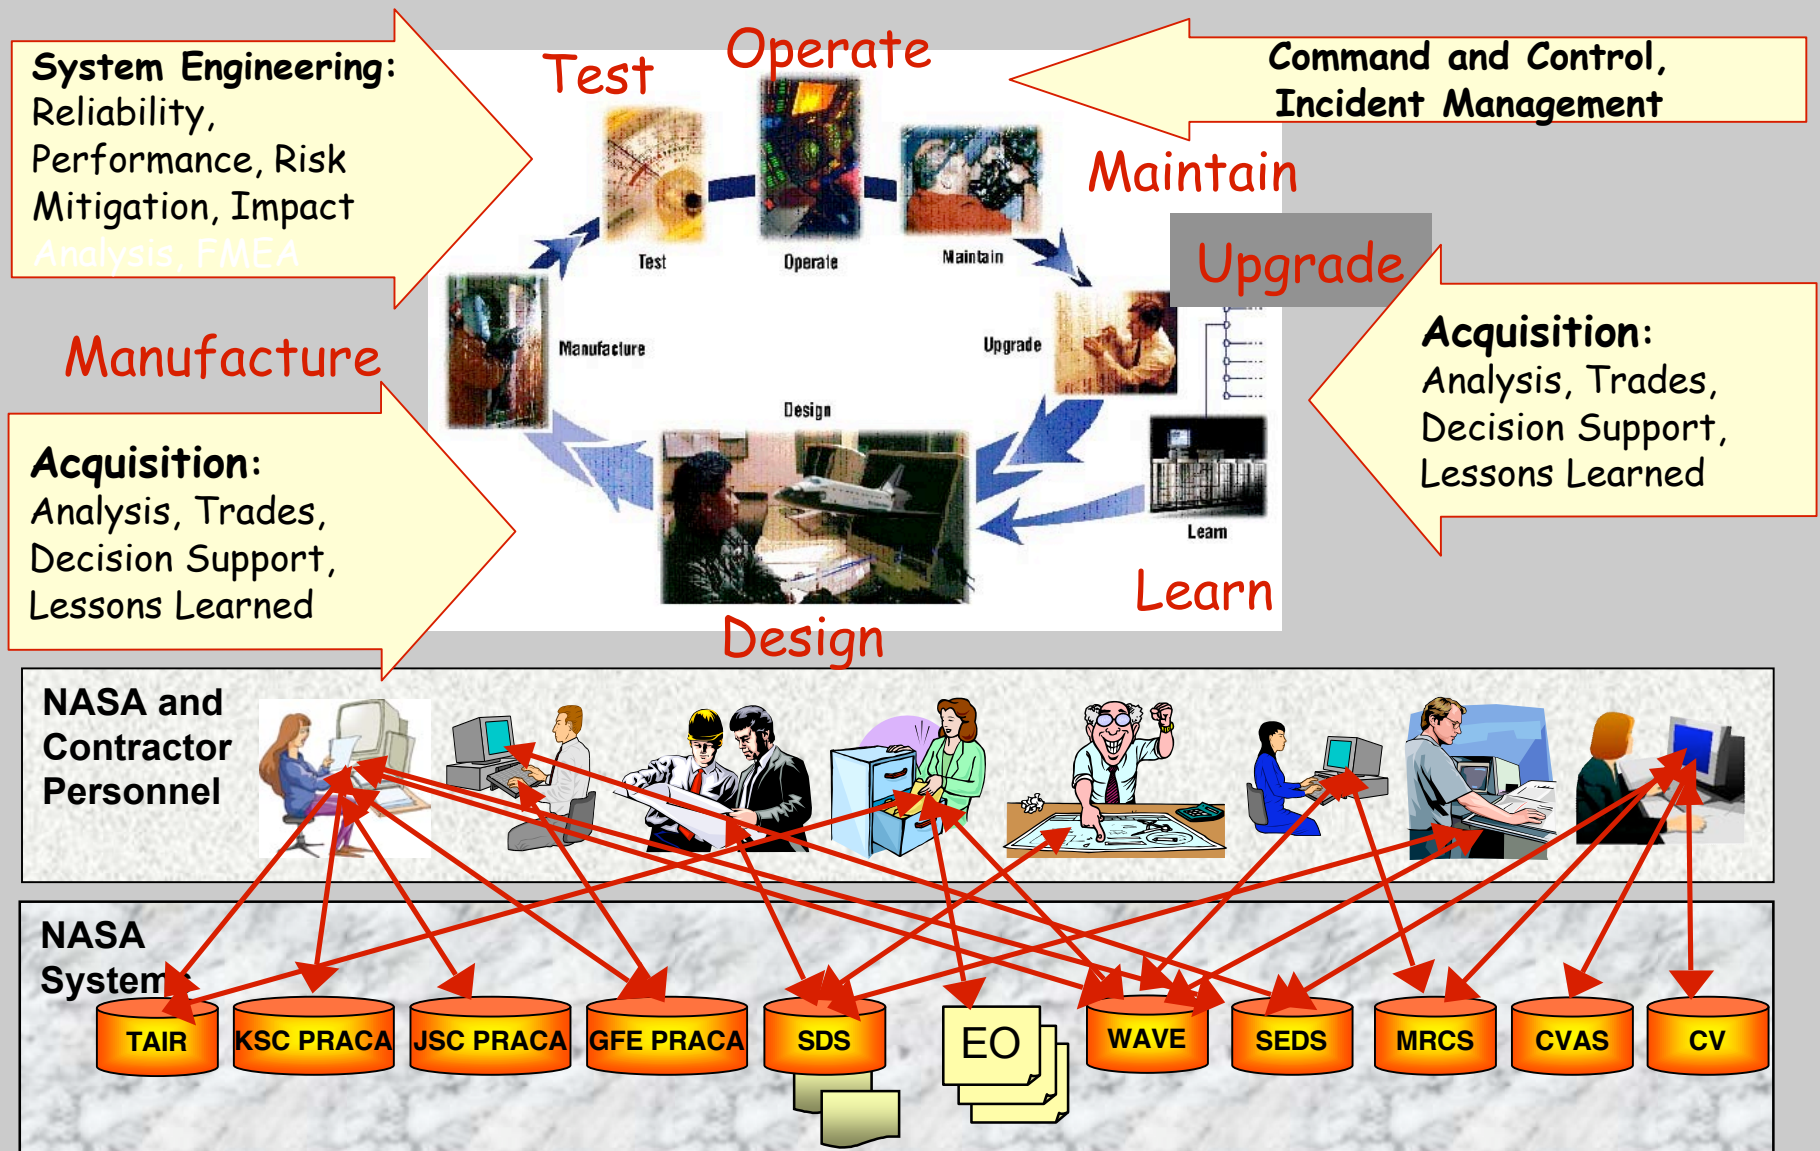 System Engineering:
Reliability,
Performance, Risk
Mitigation, Impact
Analysis, FMEA
Test
Operate
Command and Control,
Incident Management
Maintain
Upgrade
Manufacture
Test
Operate
Maintain
Manufacture
Upgrade
Design
Learn
Acquisition:
Analysis, Trades,
Decision Support,
Lessons Learned
Acquisition:
Analysis, Trades,
Decision Support,
Lessons Learned
Learn
Design
NASA and
Contractor
Personnel
NASA
Systems
TAIR
KSC PRACA
JSC PRACA
GFE PRACA
SDS
EO
WAVE
SEDS
MRCS
CVAS
CV